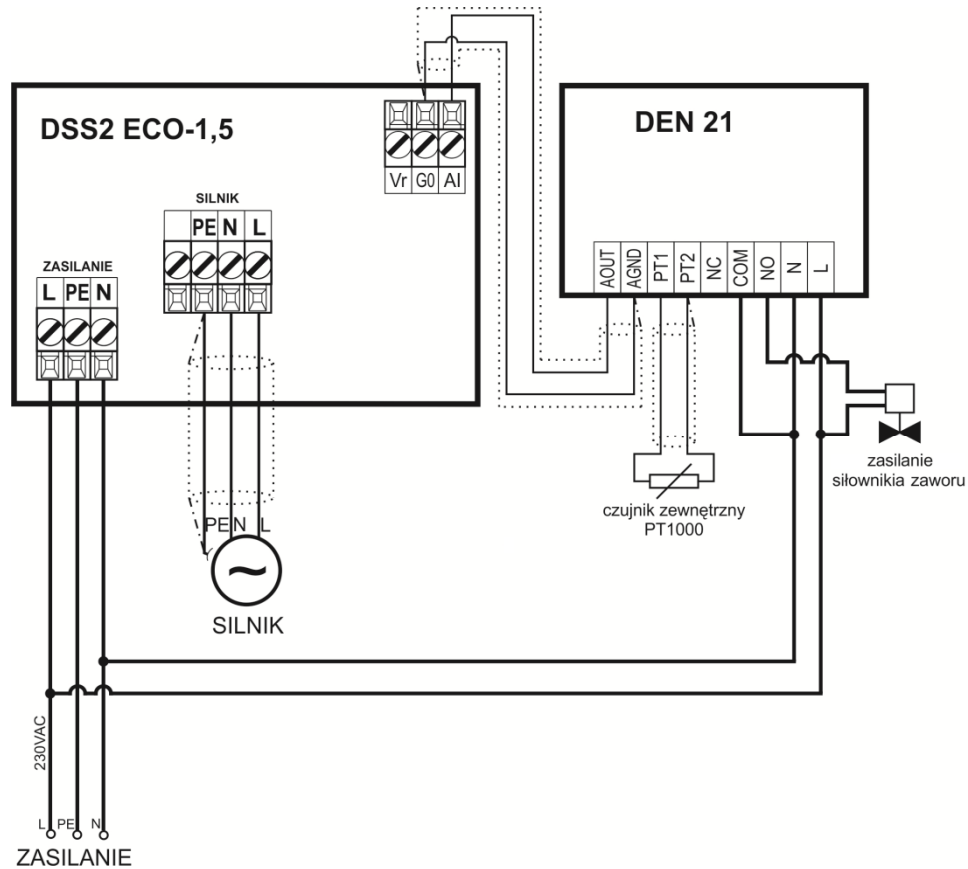 DSS2 ECO-1,5
DEN 21
Vr G0 AI
SILNIK
PE N L
ZASILANIE
L PE N
AOUT AGND PT1 PT2 NC COM NO N L
zasilanie
siłownikia zaworu
czujnik zewnętrzny
PT1000
PE N L
SILNIK
230VAC
L PE N
ZASILANIE